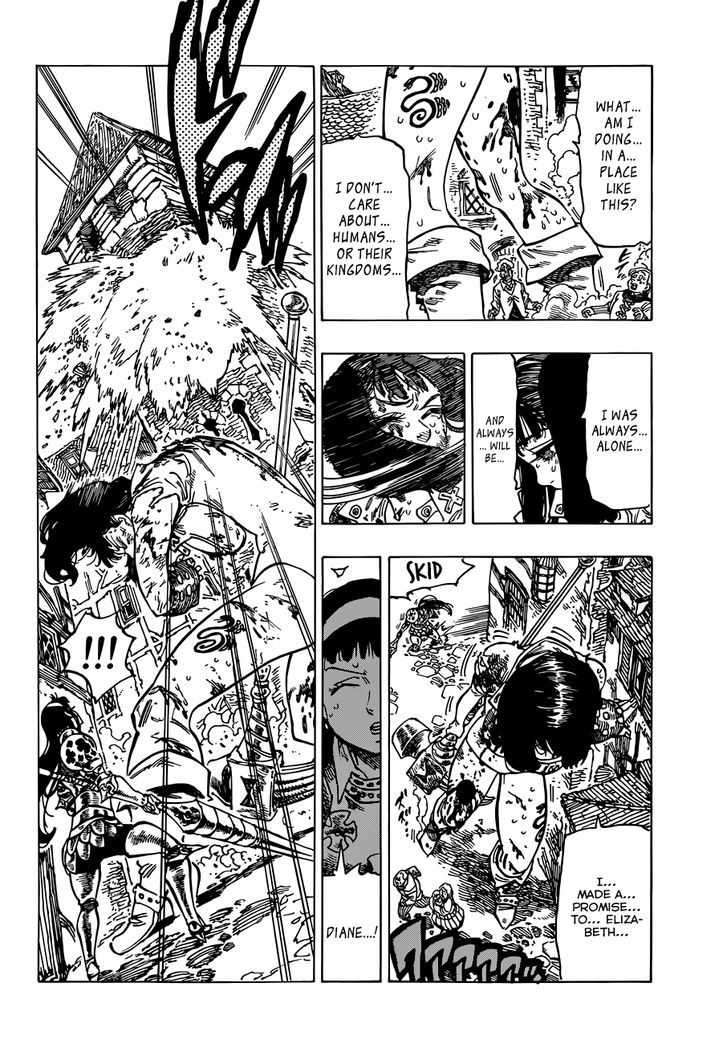 WHAT...
AM I
DOING...
IN A...
PLACE
LIKE
THIS?
I DON'T...
CARE
ABOUT...
HUMANS...
OR THEIR
KINGDOMS...
I WAS
ALWAYS...
ALONE...
AND
ALWAYS
... WILL
BE...
SKID
I...
MADE A...
PROMISE...
TO... ELIZA-
BETH...
DIANE....!
!!!